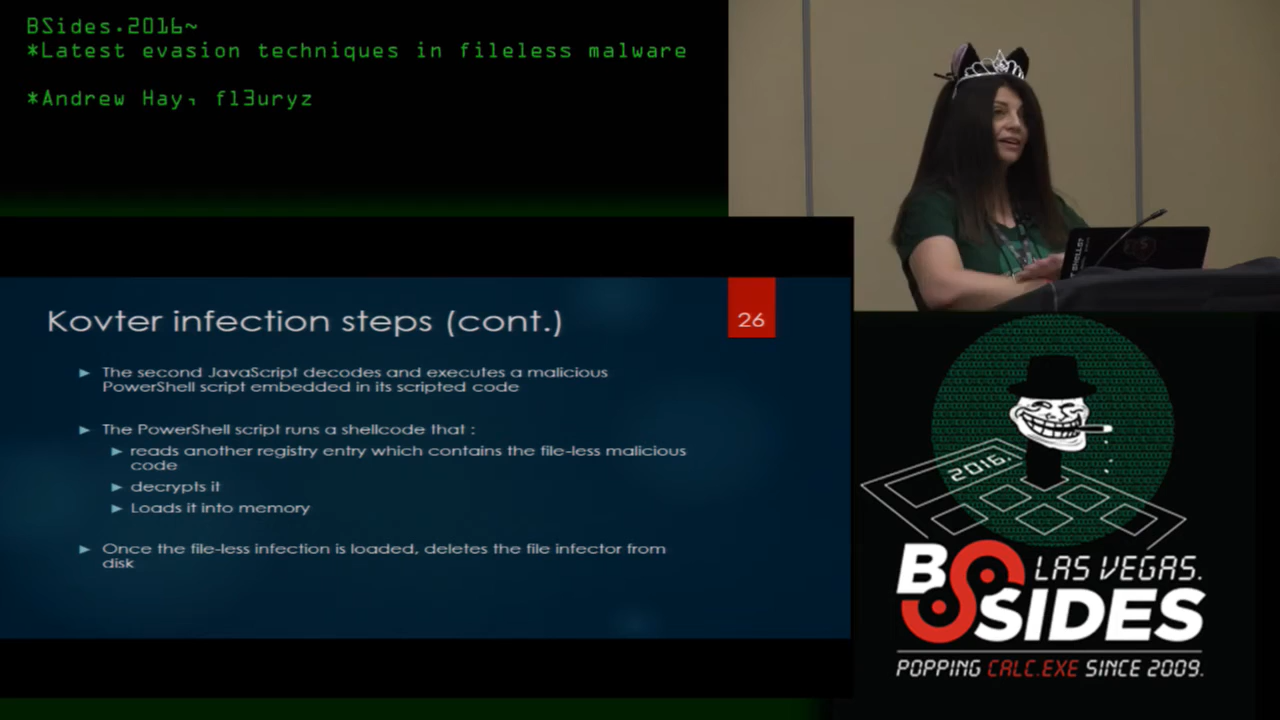 BSides.2016~
*Latest evasion techniques in fileless malware
*Andrew Hay, fl3uryz
Kovter infection steps (cont.)
26
The second JavaScript decodes and executes a malicious
PowerShell script embedded in its scripted code
The PowerShell script runs a shellcode that :
reads another registry entry which contains the file-less malicious
code
decrypts it
Loads it into memory
Once the file-less infection is loaded, deletes the file infector from
disk
2016.
BSIDES
LAS VEGAS.
POPPING CALC.EXE SINCE 2009.